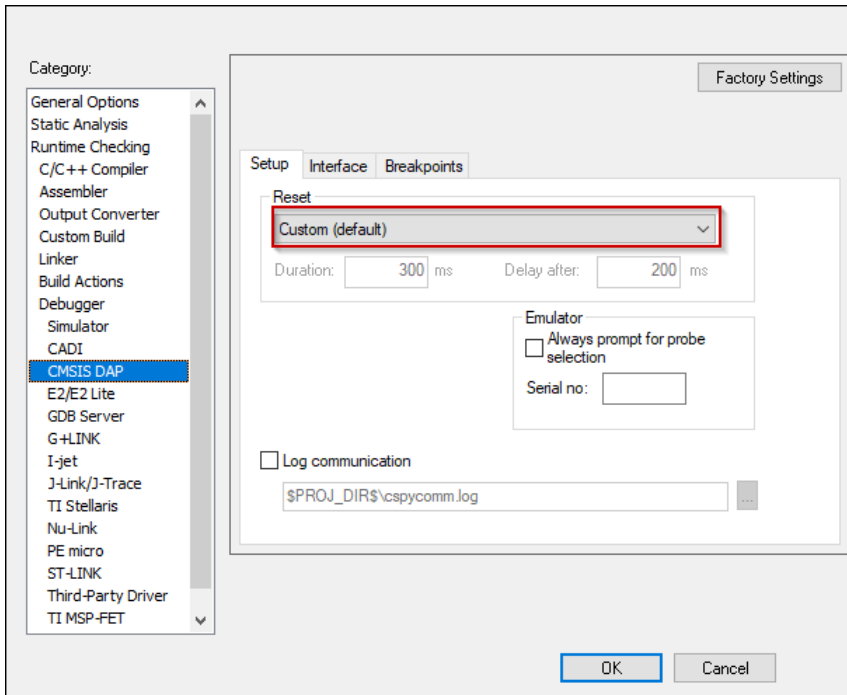 Category:
Factory Settings
General Options
Static Analysis
Runtime Checking
C/C++ Compiler
Assembler
Output Converter
Custom Build
Linker
Build Actions
Debugger
Simulator
CADI
CMSIS DAP
E2/E2 Lite
GDB Server
G+LINK
I-jet
J-Link/J-Trace
TI Stellaris
Nu-Link
PE micro
ST-LINK
Third-Party Driver
TI MSP-FET
Setup Interface Breakpoints
Reset
Custom (default)
Duration: 300 ms Delay after: 200 ms
Emulator
Always prompt for probe
selection
Serial no:
Log communication
$PROJ_DIR$\cspycomm.log
...
OK Cancel